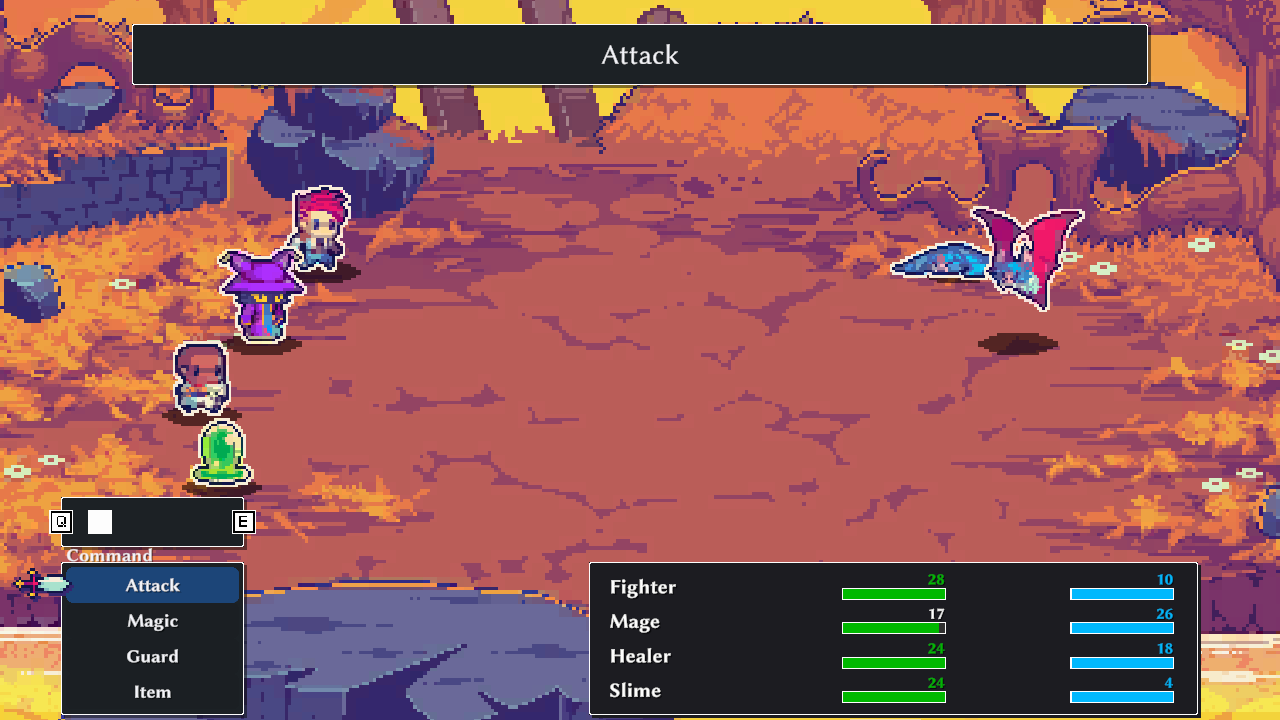 Attack
Q E
Command
Attack
Magic
Guard
Item
Fighter 28 10
Mage 17 26
Healer 24 18
Slime 24 4